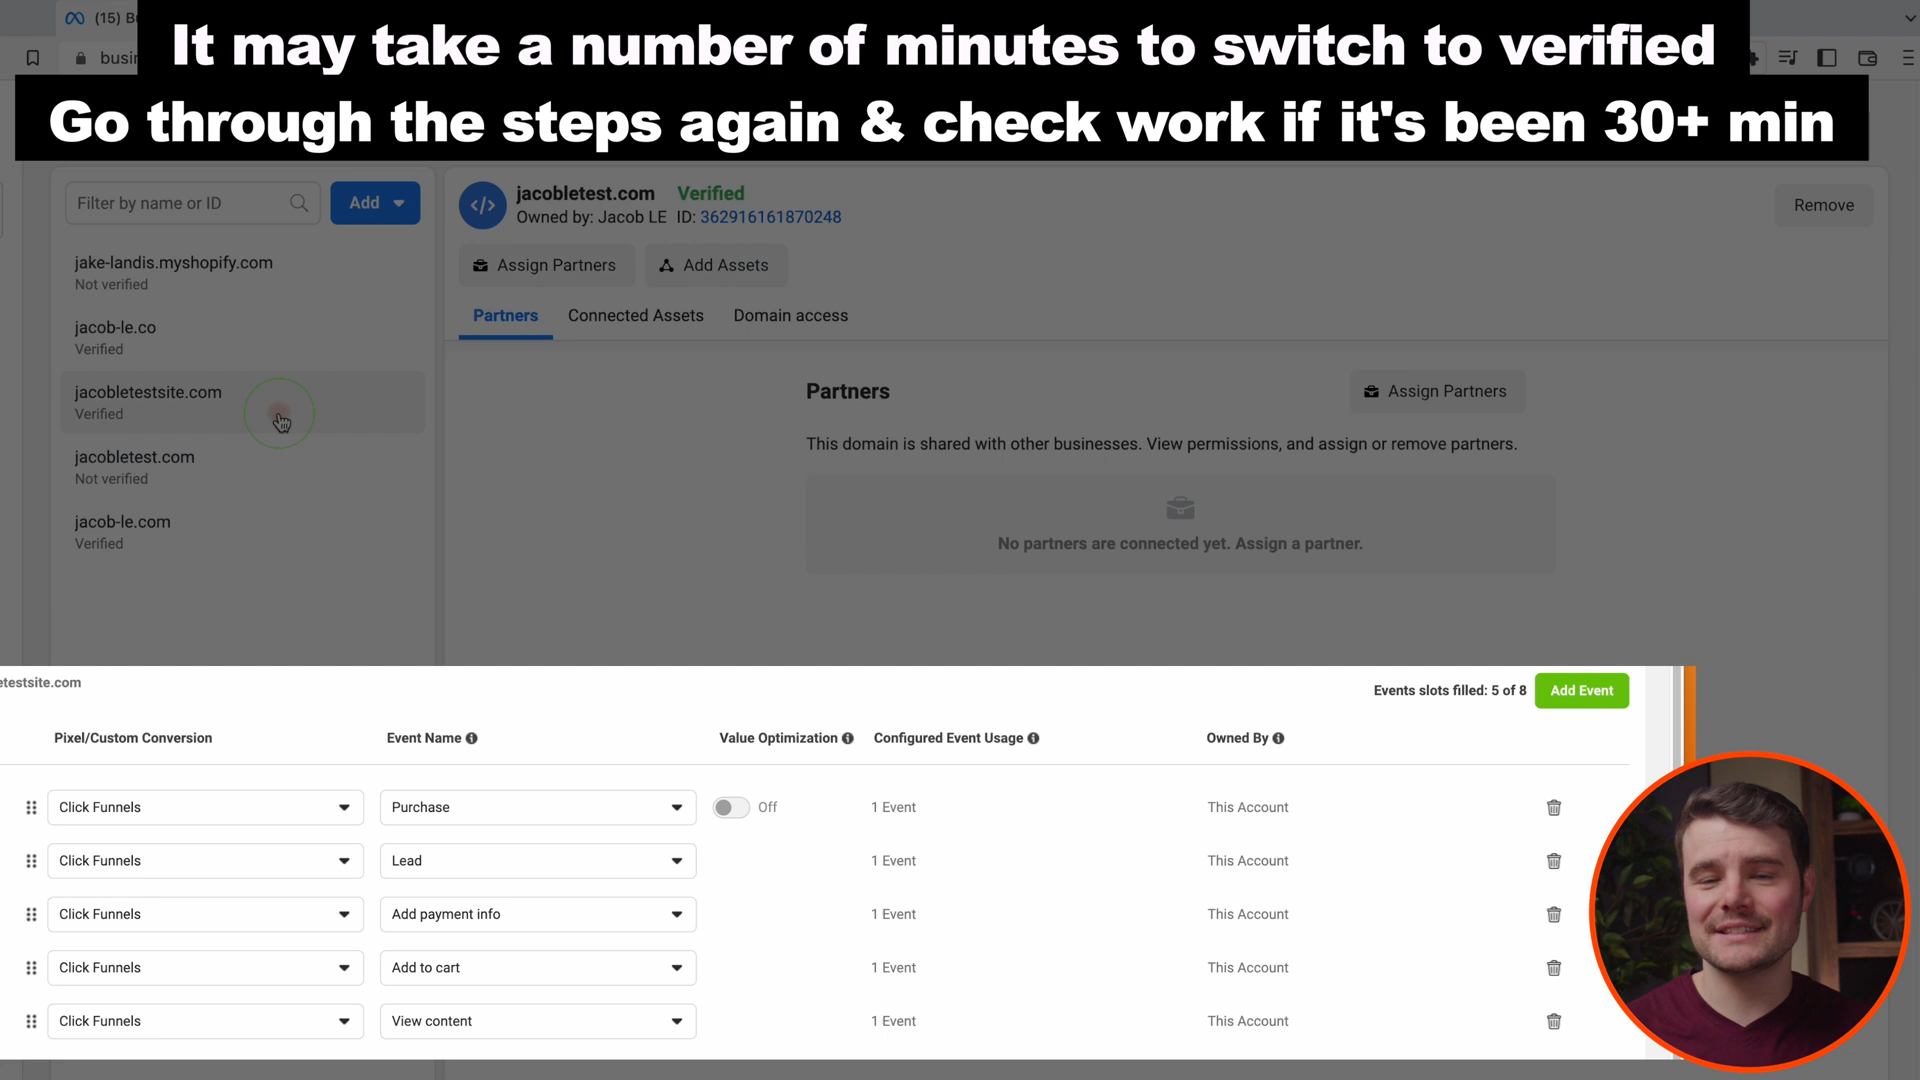 (15) B
It may take a number of minutes to switch to verified
busin
Go through the steps again & check work if it's been 30+ min
Filter by name or ID
Add
jake-landis.myshopify.com
Not verified
jacob-le.co
Verified
jacobletestsite.com
Verified
jacobletest.com
Not verified
jacob-le.com
Verified
jacobletest.com Verified
Owned by: Jacob LE ID: 362916161870248
Remove
Assign Partners
Add Assets
Partners
Connected Assets
Domain access
Partners
Assign Partners
This domain is shared with other businesses. View permissions, and assign or remove partners.
No partners are connected yet. Assign a partner.
etestsite.com
Events slots filled: 5 of 8
Add Event
Pixel/Custom Conversion
Event Name
Value Optimization
Configured Event Usage
Owned By
Click Funnels
Purchase
Off
1 Event
This Account
Click Funnels
Lead
1 Event
This Account
Click Funnels
Add payment info
1 Event
This Account
Click Funnels
Add to cart
1 Event
This Account
Click Funnels
View content
1 Event
This Account